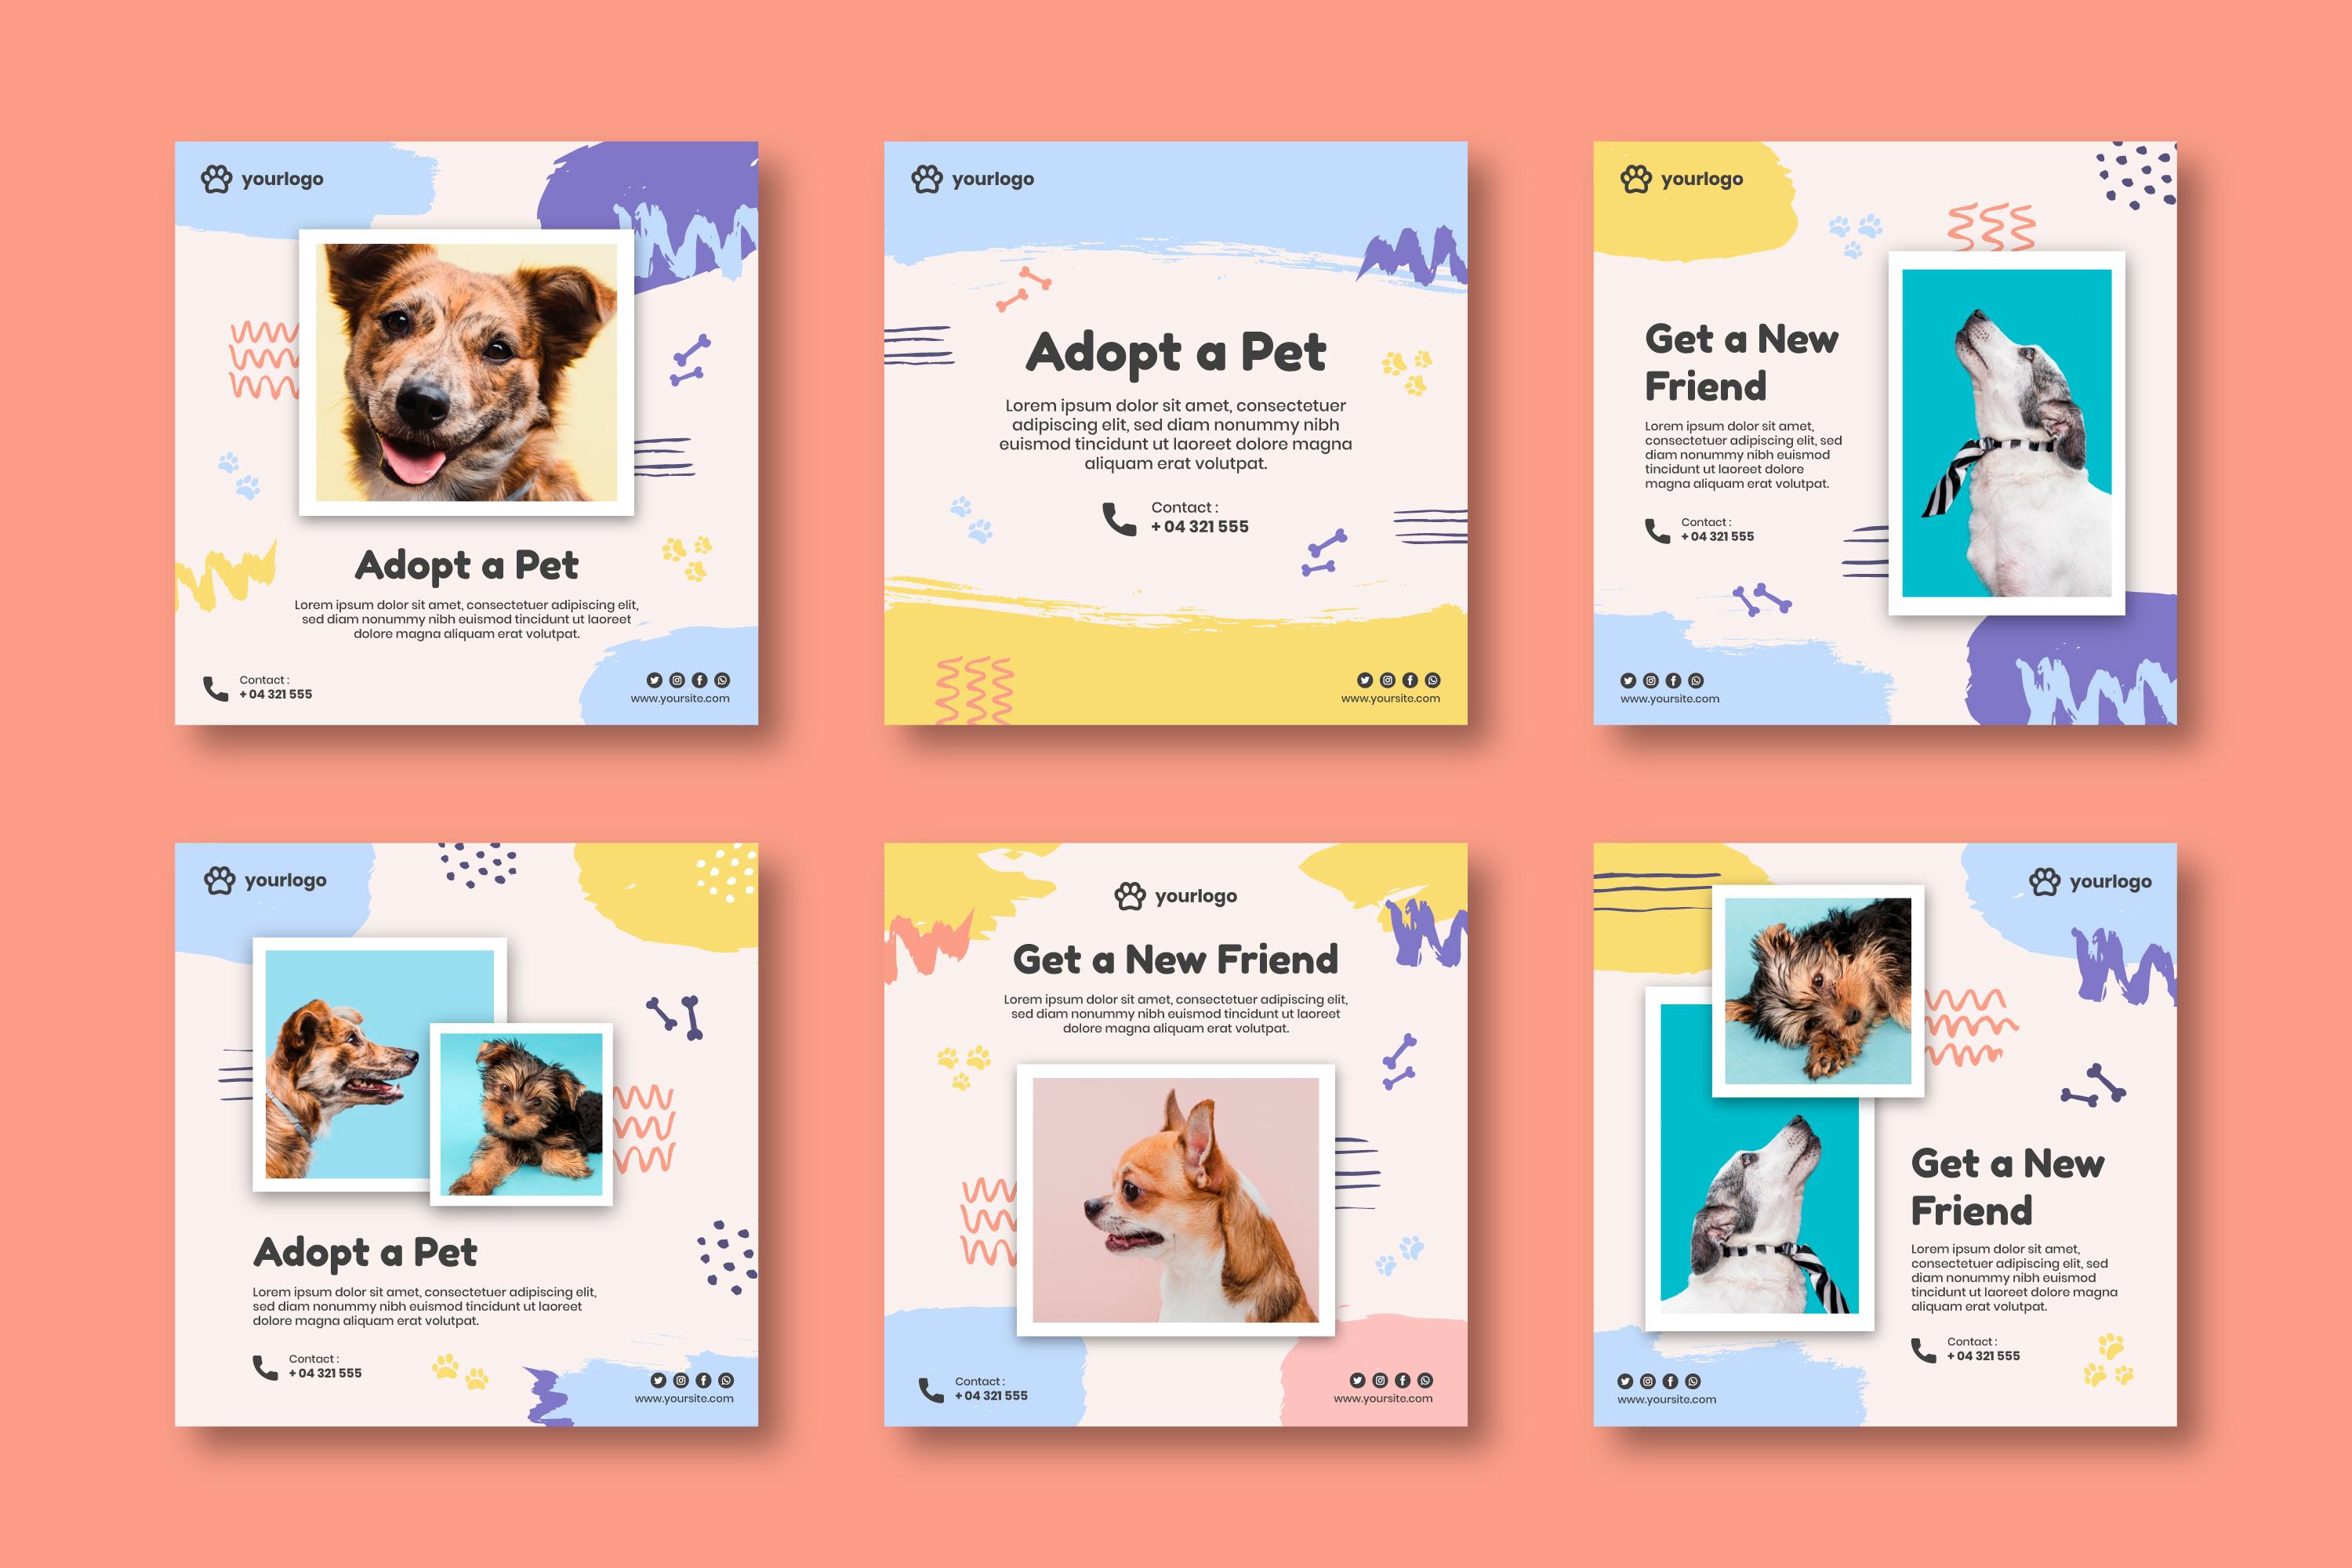 yourlogo
Adopt a Pet
Lorem ipsum dolor sit amet, consectetuer adipiscing elit,
sed diam nonummy nibh euismod tincidunt ut laoreet
dolore magna aliquam erat volutpat.
Contact :
+ 04 321 555
www.yoursite.com
yourlogo
Adopt a Pet
Lorem ipsum dolor sit amet, consectetuer
adipiscing elit, sed diam nonummy nibh
euismod tincidunt ut laoreet dolore magna
aliquam erat volutpat.
Contact :
+ 04 321 555
www.yoursite.com
yourlogo
Get a New
Friend
Lorem ipsum dolor sit amet,
consectetuer adipiscing elit, sed
diam nonummy nibh euismod
tincidunt ut laoreet dolore
magna aliquam erat volutpat.
Contact :
+ 04 321 555
www.yoursite.com
yourlogo
Adopt a Pet
Lorem ipsum dolor sit amet, consectetuer adipiscing elit,
sed diam nonummy nibh euismod tincidunt ut laoreet
dolore magna aliquam erat volutpat.
Contact :
+ 04 321 555
www.yoursite.com
yourlogo
Get a New Friend
Lorem ipsum dolor sit amet, consectetuer adipiscing elit,
sed diam nonummy nibh euismod tincidunt ut laoreet
dolore magna aliquam erat volutpat.
Contact :
+ 04 321 555
www.yoursite.com
yourlogo
Get a New
Friend
Lorem ipsum dolor sit amet,
consectetuer adipiscing elit, sed
diam nonummy nibh euismod
tincidunt ut laoreet dolore magna
aliquam erat volutpat.
Contact :
+ 04 321 555
www.yoursite.com